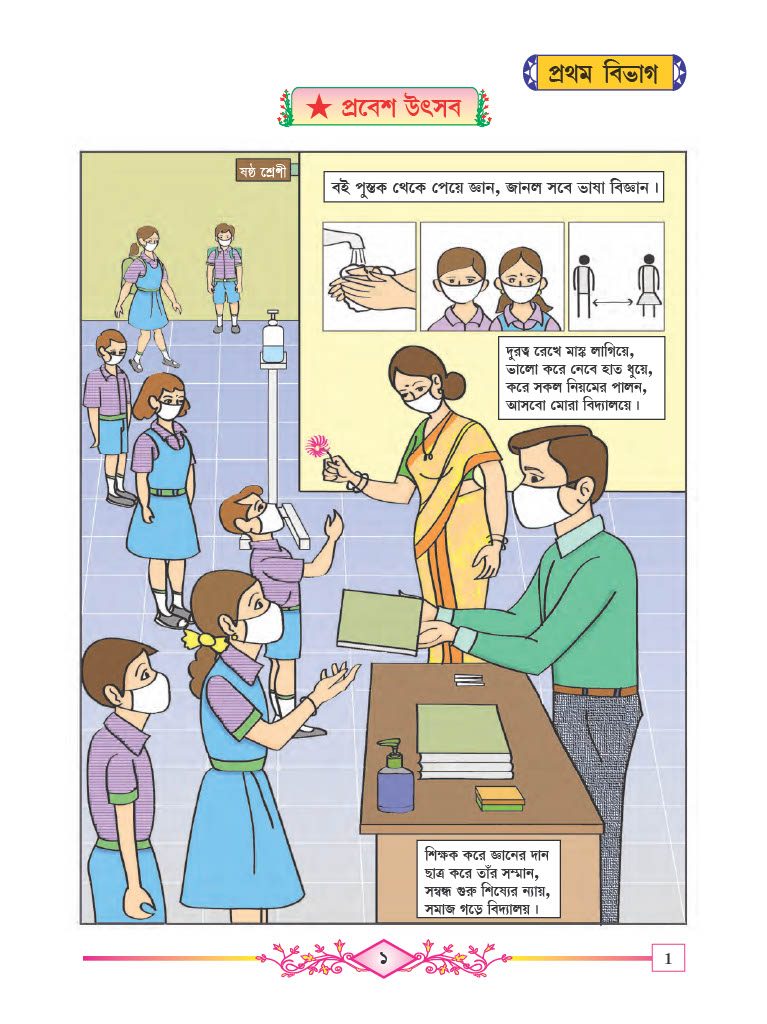 প্রথম বিভাগ
★ প্রবেশ উৎসব
ষষ্ঠ শ্রেণী
বই পুস্তক থেকে পেয়ে জ্ঞান, জানল সবে ভাষা বিজ্ঞান।
দুরত্ব রেখে মাস্ক লাগিয়ে,
ভালো করে নেবে হাত ধুয়ে,
করে সকল নিয়মের পালন,
আসবো মোরা বিদ্যালয়ে।
শিক্ষক করে জ্ঞানের দান
ছাত্র করে তাঁর সম্মান,
সম্বন্ধ গুরু শিষ্যের ন্যায়,
সমাজ গড়ে বিদ্যালয়।
১
1